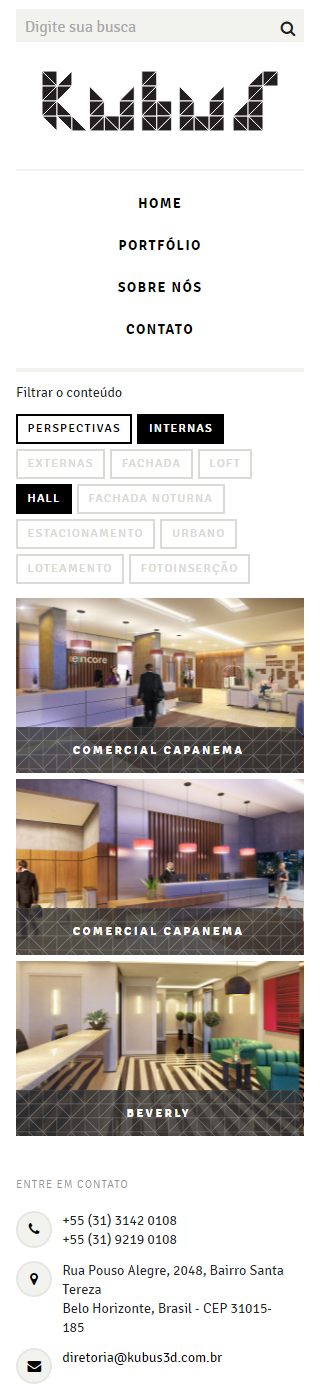 Digite sua busca
Kubus
HOME
PORTFÓLIO
SOBRE NÓS
CONTATO
Filtrar o conteúdo
PERSPECTIVAS INTERNAS
EXTERNAS FACHADA LOFT
HALL FACHADA NOTURNA
ESTACIONAMENTO URBANO
LOTEAMENTO FOTOINSERÇÃO
encore
COMERCIAL CAPANEMA
COMERCIAL CAPANEMA
BEVERLY
ENTRE EM CONTATO
+55 (31) 3142 0108
+55 (31) 9219 0108
Rua Pouso Alegre, 2048, Bairro Santa
Tereza
Belo Horizonte, Brasil - CEP 31015-
185
diretoria@kubus3d.com.br